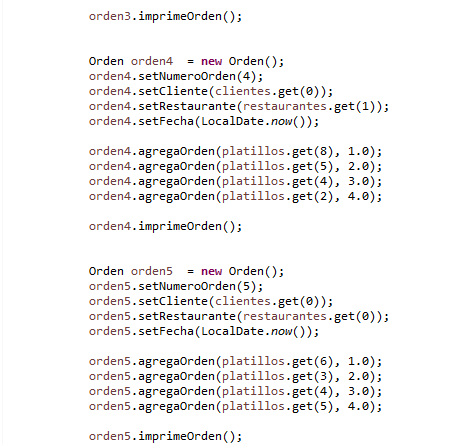 orden3.imprimeOrden();
Orden orden4  = new Orden();
orden4.setNumeroOrden(4);
orden4.setCliente(clientes.get(0));
orden4.setRestaurante(restaurantes.get(1));
orden4.setFecha(LocalDate.now());
orden4.agregaOrden(platillos.get(8), 1.0);
orden4.agregaOrden(platillos.get(5), 2.0);
orden4.agregaOrden(platillos.get(4), 3.0);
orden4.agregaOrden(platillos.get(2), 4.0);
orden4.imprimeOrden();
Orden orden5  = new Orden();
orden5.setNumeroOrden(5);
orden5.setCliente(clientes.get(0));
orden5.setRestaurante(restaurantes.get(0));
orden5.setFecha(LocalDate.now());
orden5.agregaOrden(platillos.get(6), 1.0);
orden5.agregaOrden(platillos.get(3), 2.0);
orden5.agregaOrden(platillos.get(4), 3.0);
orden5.agregaOrden(platillos.get(5), 4.0);
orden5.imprimeOrden();